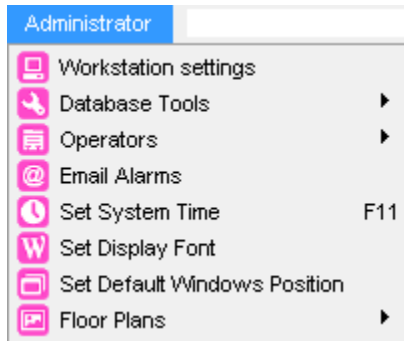 Administrator
Workstation settings
Database Tools
Operators
@ Email Alarms
Set System Time F11
W Set Display Font
Set Default Windows Position
Floor Plans